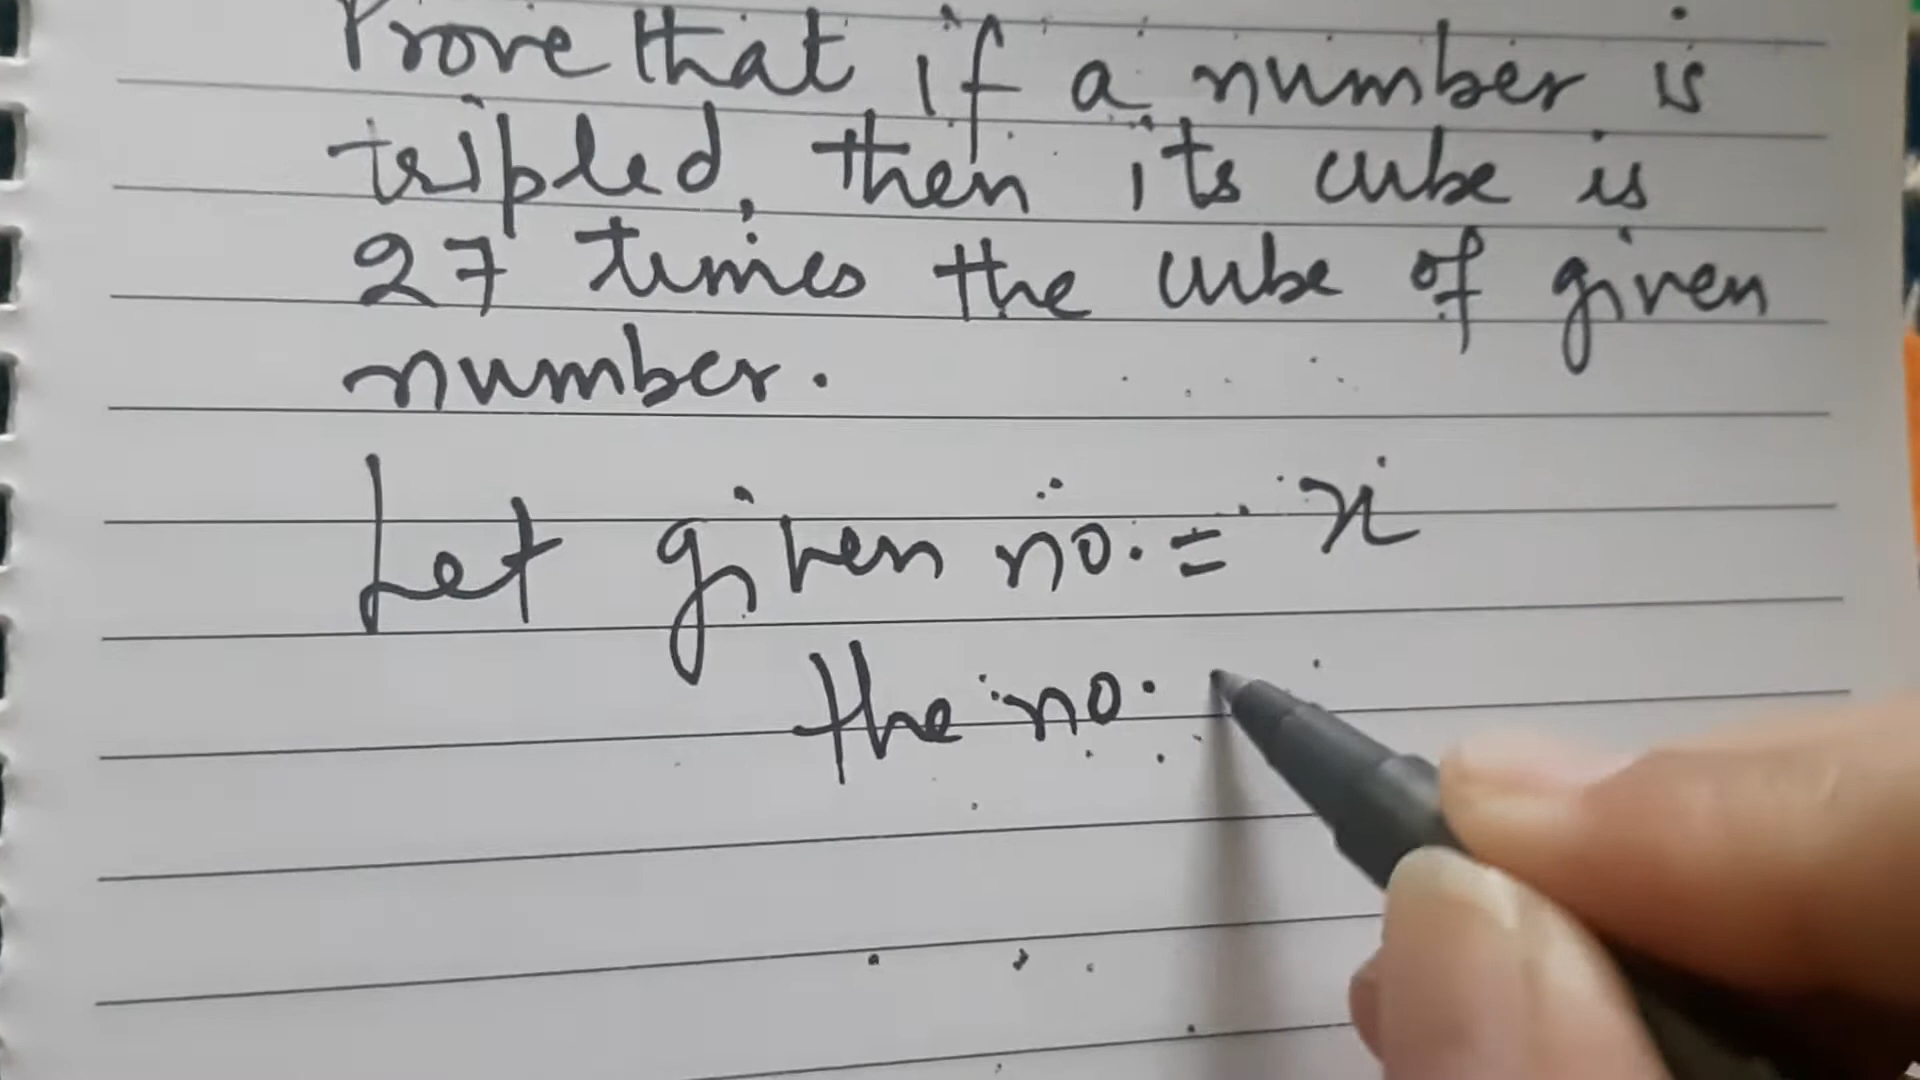 Prove that if a number is
tripled, then its cube is
27 times the cube of given
number.
Let given no. = x
the no.